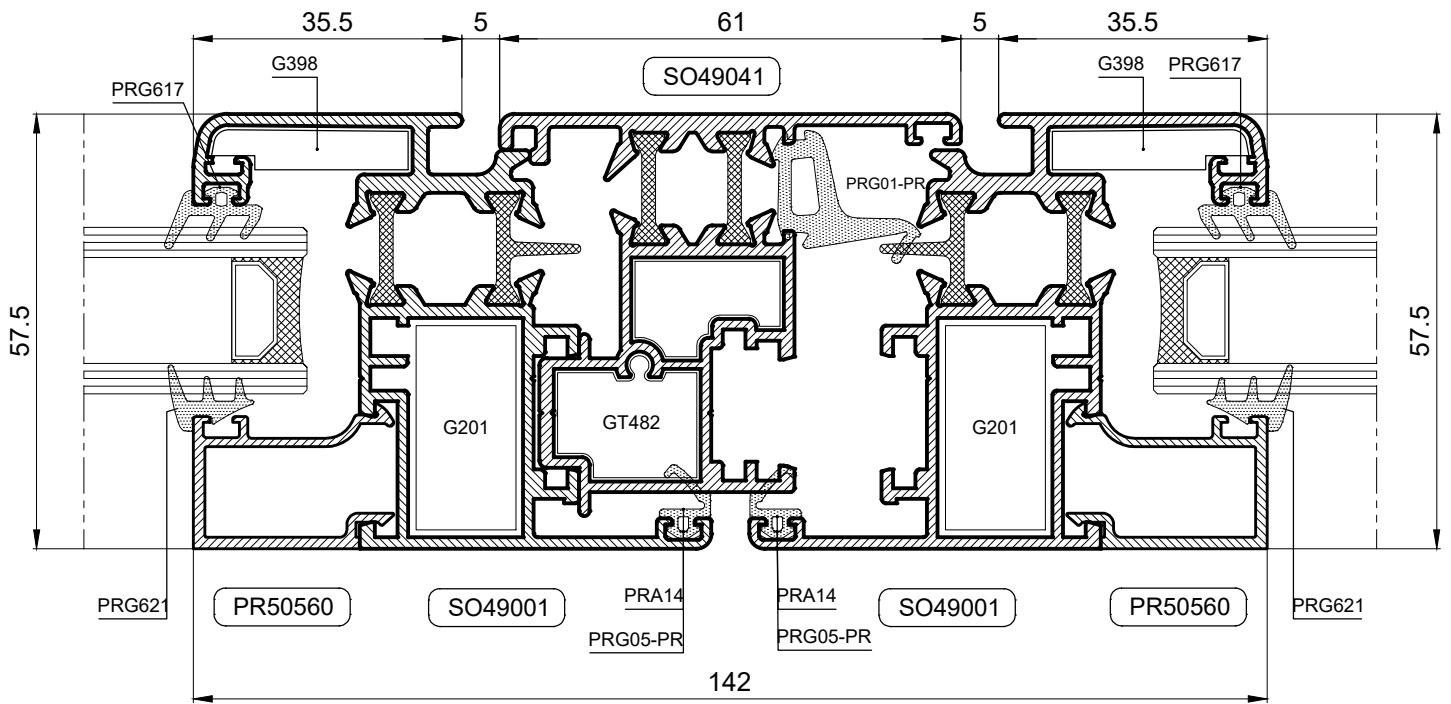 35.5
5
61
5
35.5
G398
SO49041
G398
PRG617
PRG617
PRG01-PR
57.5
57.5
G201
GT482
G201
PRG621
PR50560
SO49001
PRA14
PRG05-PR
PRA14
PRG05-PR
SO49001
PR50560
PRG621
142